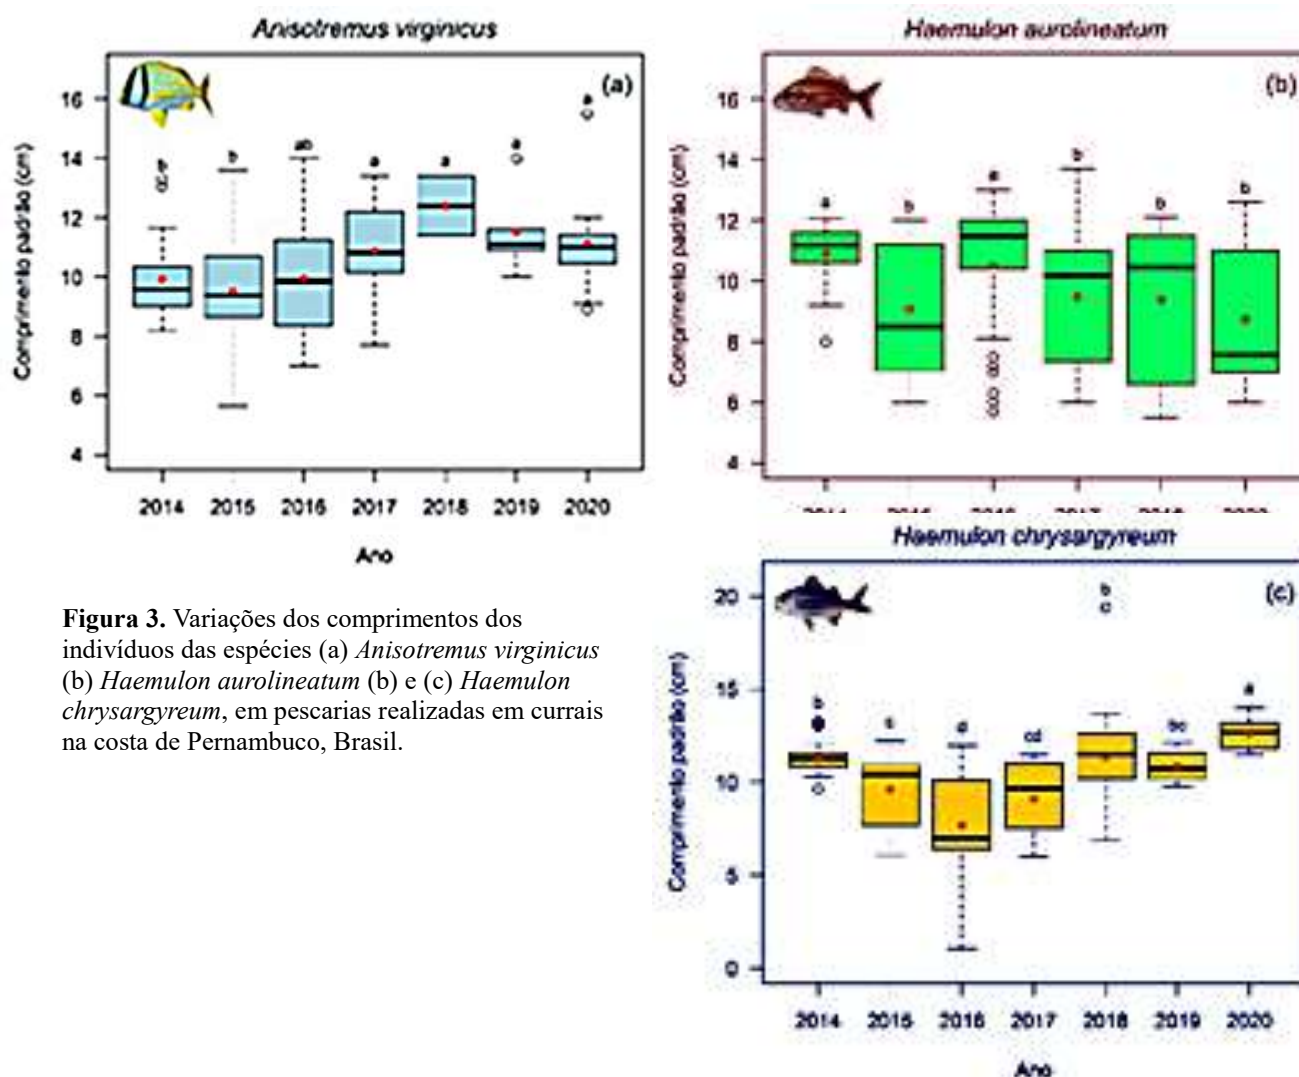 Anisotremus virginicus
(a)
Comprimento padrão (cm)
16
14
12
10
8
6
4
b
ab
a
a
a
a
2014 2015 2016 2017 2018 2019 2020
Ano
Haemulon aurolineatum
(b)
Comprimento padrão (cm)
16
14
12
10
8
6
4
a
b
a
b
b
Haemulon chrysargyreum
(c)
Comprimento padrão (cm)
20
15
10
5
0
b
c
d
cd
b
bc
a
2014 2015 2016 2017 2018 2019 2020
Ano
Figura 3. Variações dos comprimentos dos
indivíduos das espécies (a) Anisotremus virginicus
(b) Haemulon aurolineatum (b) e (c) Haemulon
chrysargyreum, em pescarias realizadas em currais
na costa de Pernambuco, Brasil.